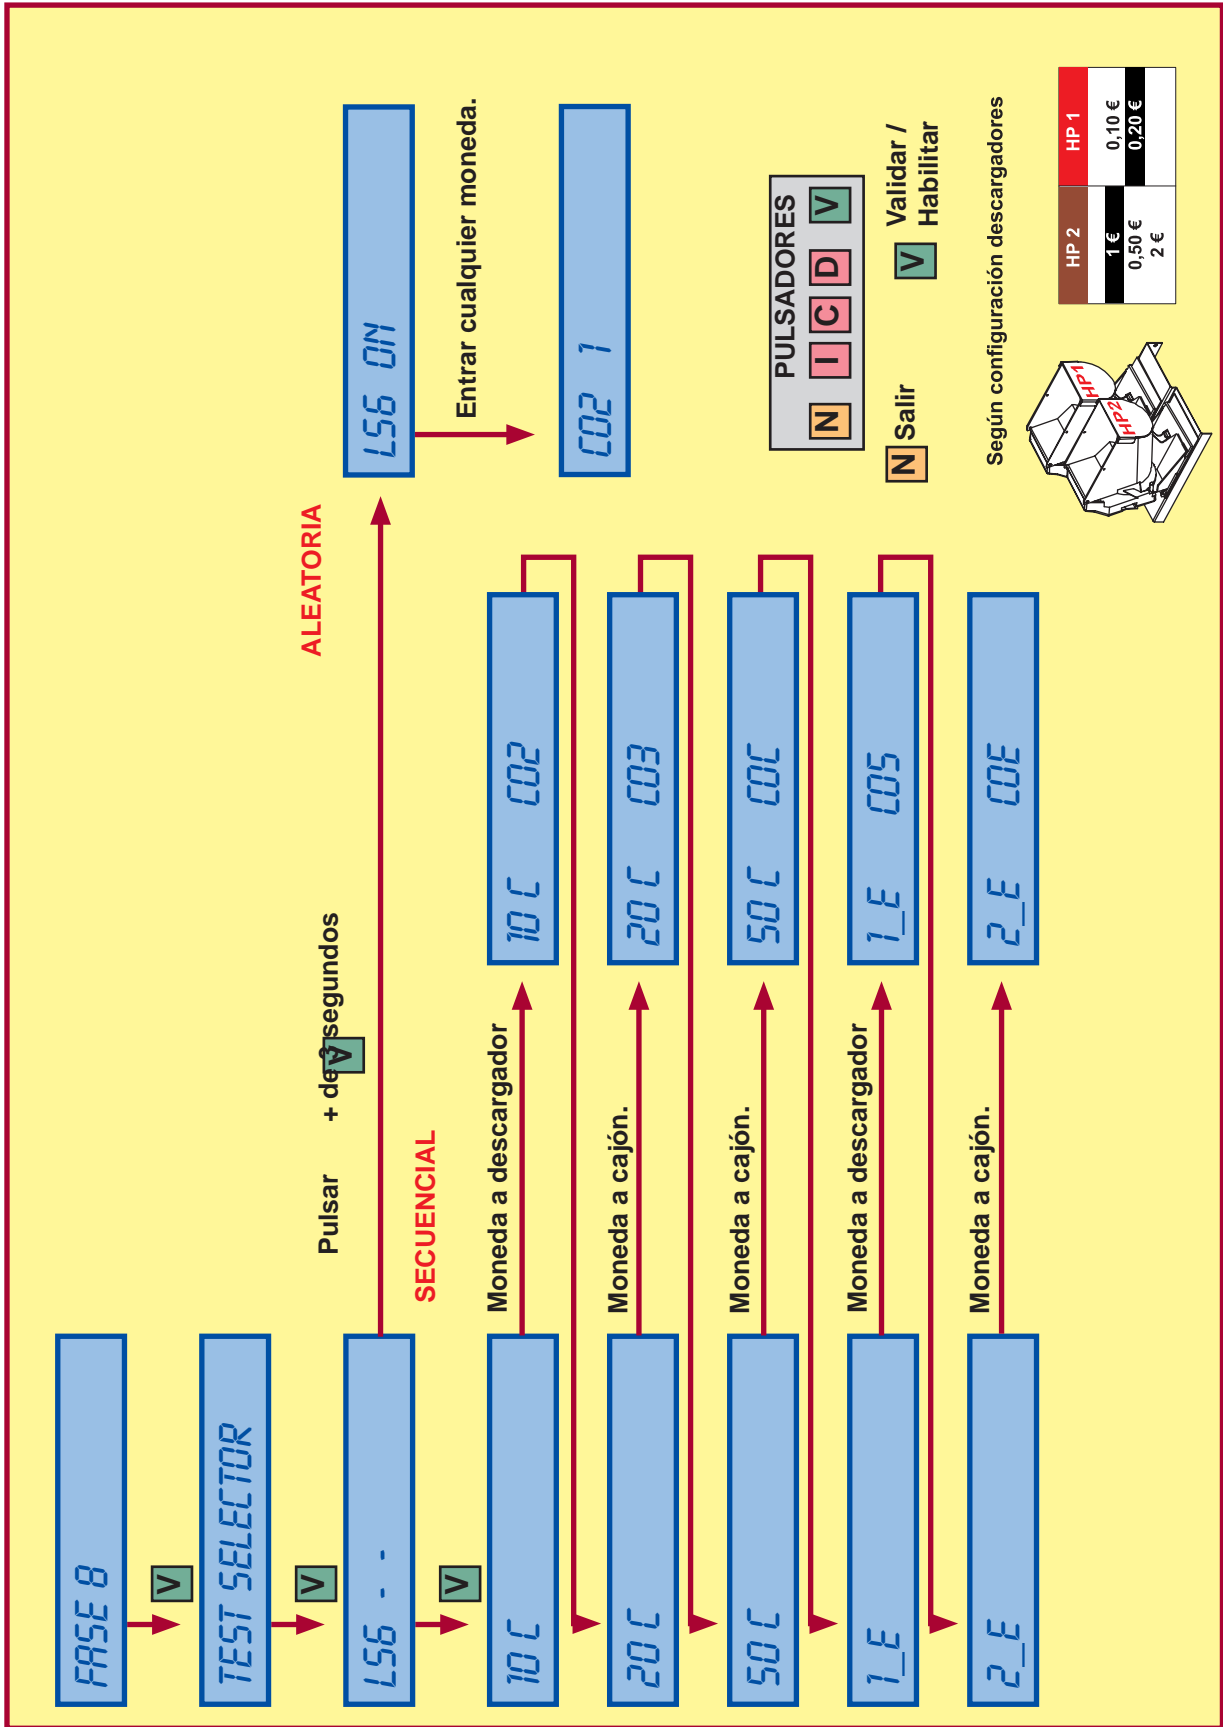 FASE 8
V
TEST SELECTOR
V
LS6 - -
V
Pulsar V + de 3 segundos
ALEATORIA
LS6 ON
Entrar cualquier moneda.
C02 1
SECUENCIAL
10 C
Moneda a descargador
10 C C02
20 C
Moneda a cajón.
20 C C03
50 C
Moneda a cajón.
50 C C0C
1_E
Moneda a descargador
1_E C05
2_E
Moneda a cajón.
2_E C0E
PULSADORES
N I C D V
N Salir
V Validar /
Habilitar
Según configuración descargadores
HP2
HP1
HP 2 HP 1
1 € 0,10 €
0,50 € 0,20 €
2 €